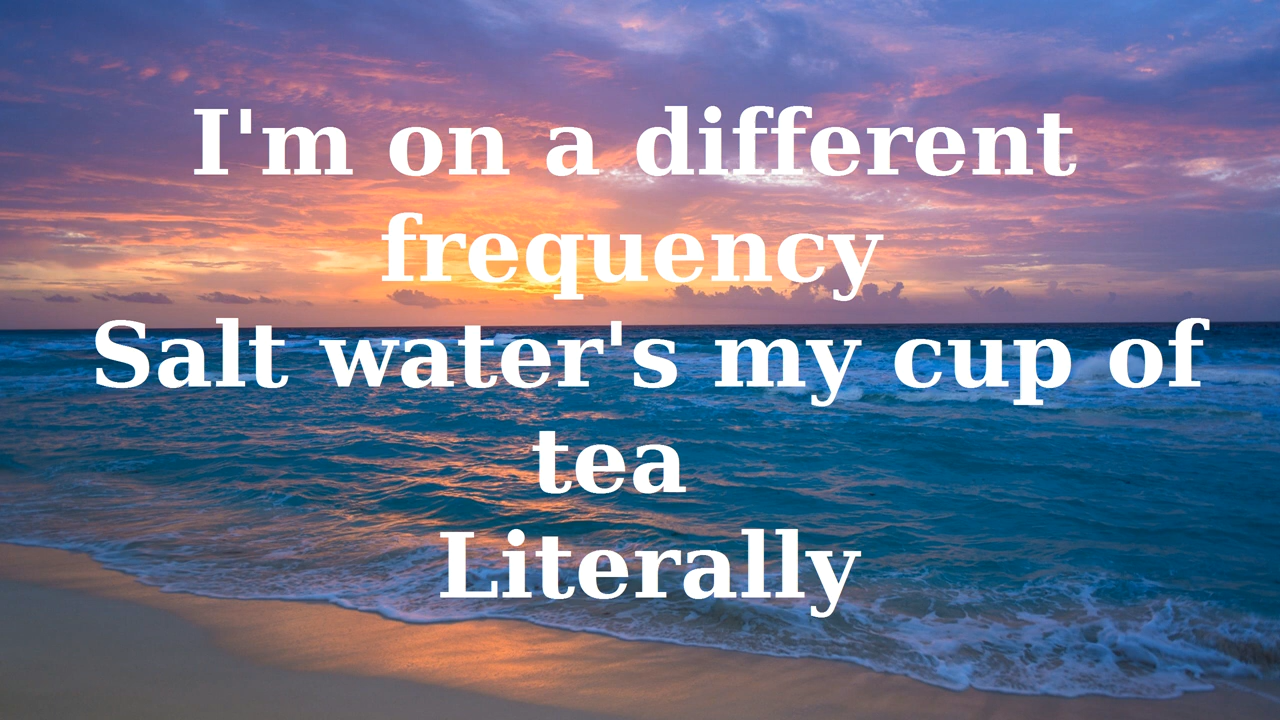 I'm on a different
frequency
Salt water's my cup of
tea
Literally